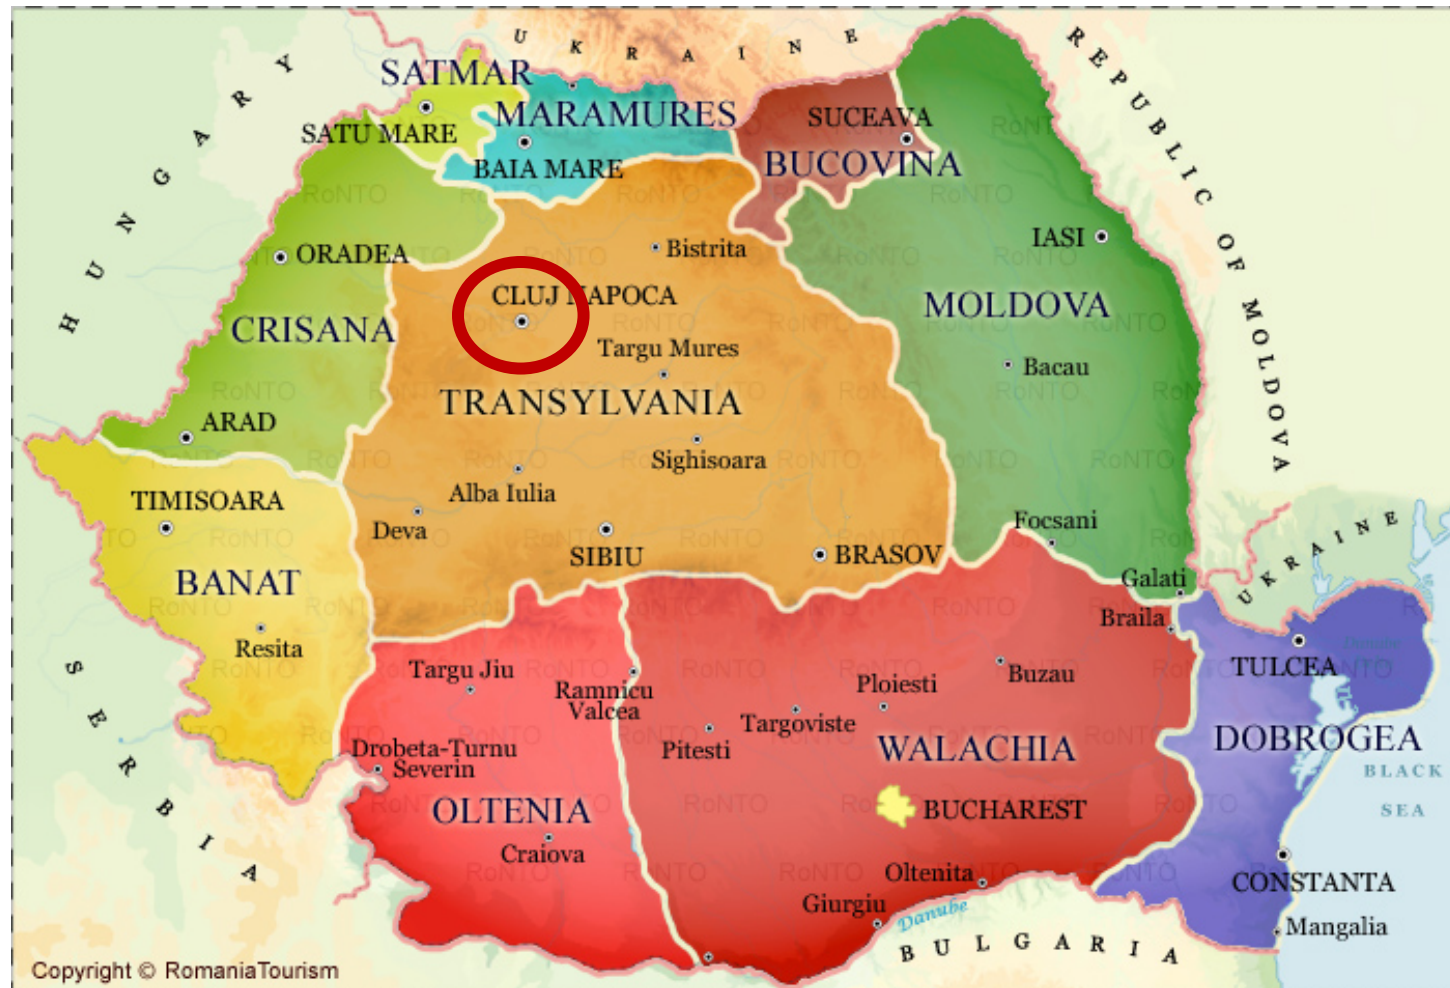 UKRAINE
HUNGARY
REPUBLIC OF MOLDOVA
SATMAR
SATU MARE
MARAMURES
BAIA MARE
SUCEAVA
BUCOVINA
IASI
ORADEA
Bistrita
CLUJ NAPOCA
CRISANA
MOLDOVA
Targu Mures
Bacau
TRANSYLVANIA
ARAD
Sighisoara
Alba Iulia
TIMISOARA
Deva
SIBIU
BRASOV
Focsani
UKRAINE
BANAT
Galati
Braila
Resita
Targu Jiu
Ramnicu
Valcea
Ploiesti
Buzau
TULCEA
Danube
SERBIA
Drobeta-Turnu
Severin
Pitesti
Targoviste
WALACHIA
DOBROGEA
BLACK
SEA
OLTENIA
BUCHAREST
Craiova
Oltenita
CONSTANTA
Giurgiu
Danube
Mangalia
BULGARIA
Copyright © RomaniaTourism
RoNTO